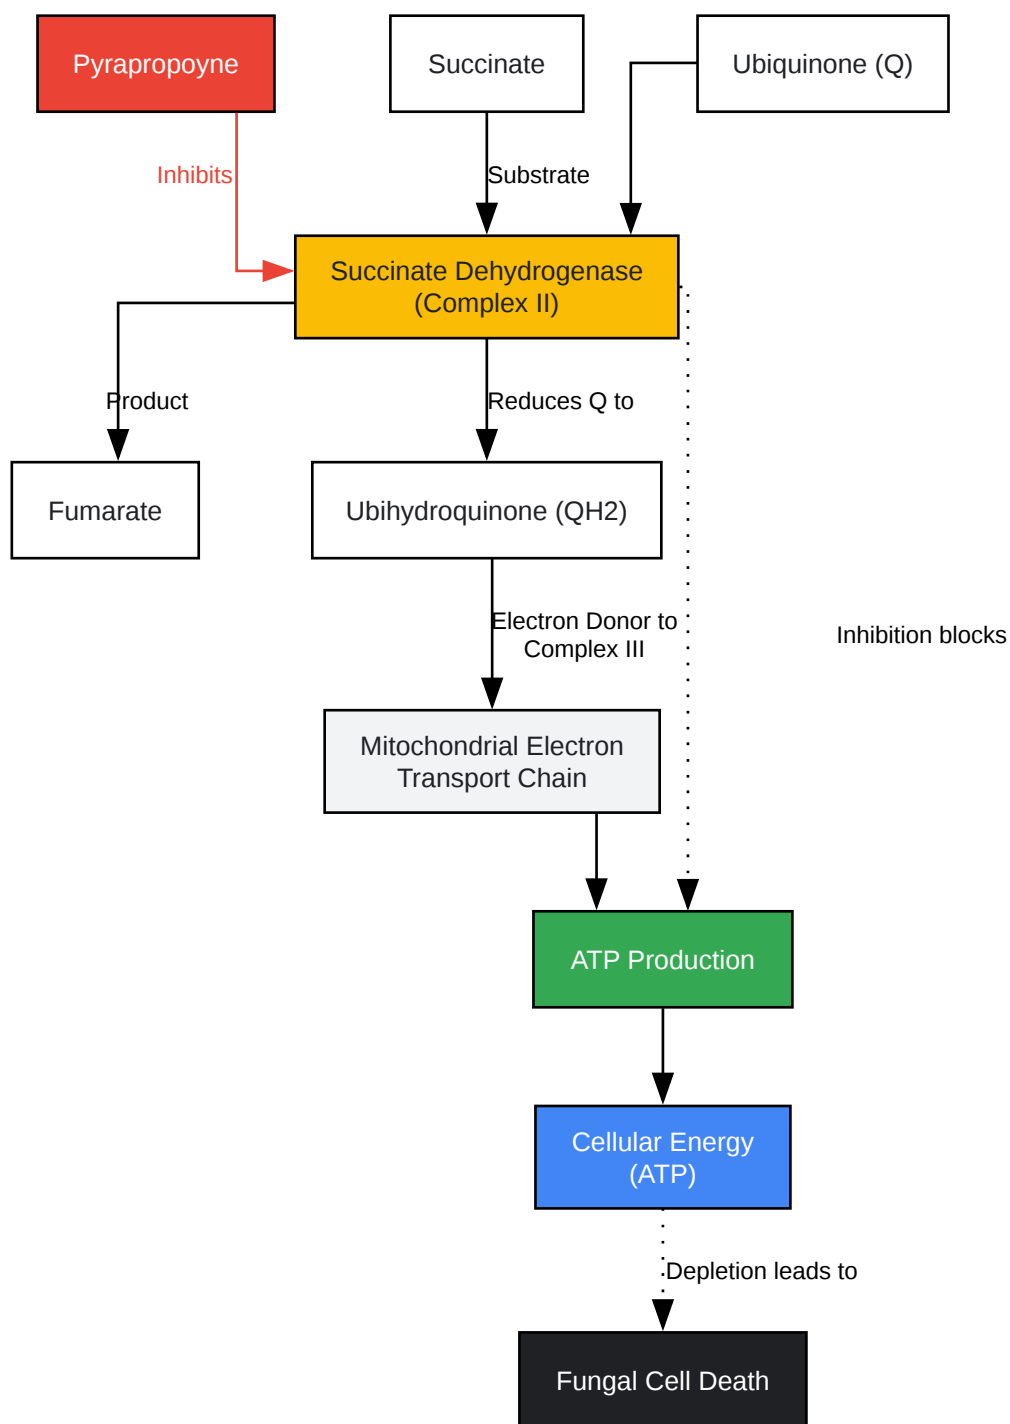 Pyrapropoyne
Succinate
Ubiquinone (Q)
Inhibits
Substrate
Succinate Dehydrogenase
(Complex II)
Product
Reduces Q to
Fumarate
Ubihydroquinone (QH2)
Electron Donor to
Complex III
Inhibition blocks
Mitochondrial Electron
Transport Chain
ATP Production
Cellular Energy
(ATP)
Depletion leads to
Fungal Cell Death